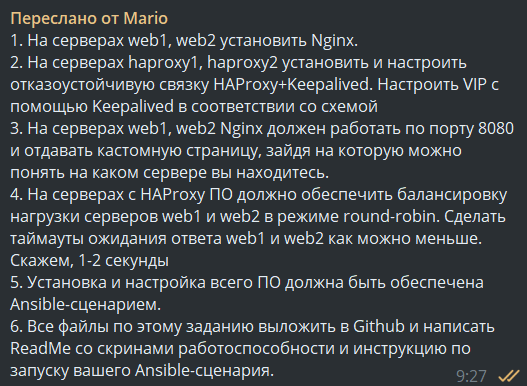 Переслано от Mario
1. На серверах web1, web2 установить Nginx.
2. На серверах haproxy1, haproxy2 установить и настроить
отказоустойчивую связку HAProxy+Keepalived. Настроить VIP с
помощью Keepalived в соответствии со схемой
3. На серверах web1, web2 Nginx должен работать по порту 8080
и отдавать кастомную страницу, зайдя на которую можно
понять на каком сервере вы находитесь.
4. На серверах с HAProxy ПО должно обеспечить балансировку
нагрузки серверов web1 и web2 в режиме round-robin. Сделать
таймауты ожидания ответа web1 и web2 как можно меньше.
Скажем, 1-2 секунды
5. Установка и настройка всего ПО должна быть обеспечена
Ansible-сценарием.
6. Все файлы по этому заданию выложить в Github и написать
ReadMe со скринами работоспособности и инструкцию по
запуску вашего Ansible-сценария.
9:27